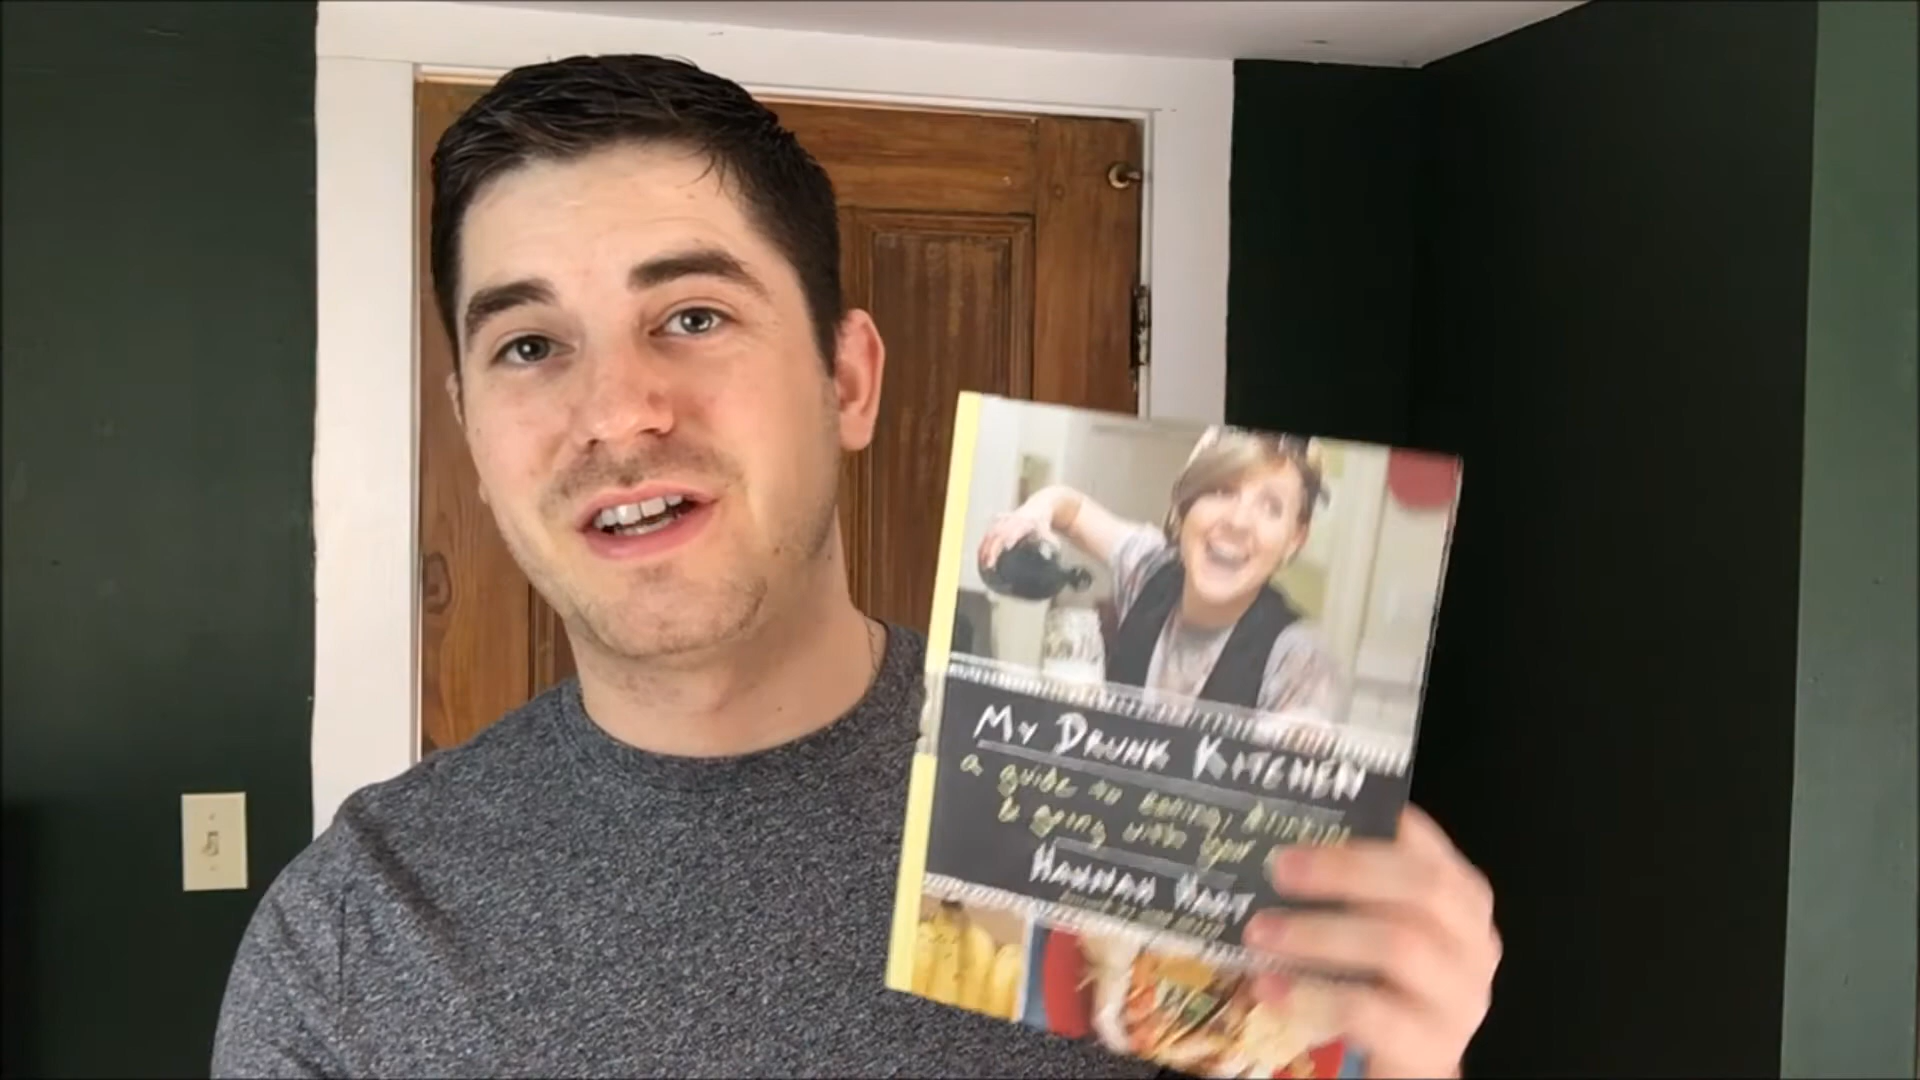 My Drunk Kitchen
a guide to eating, drinking
& going with your
Hannah Hart